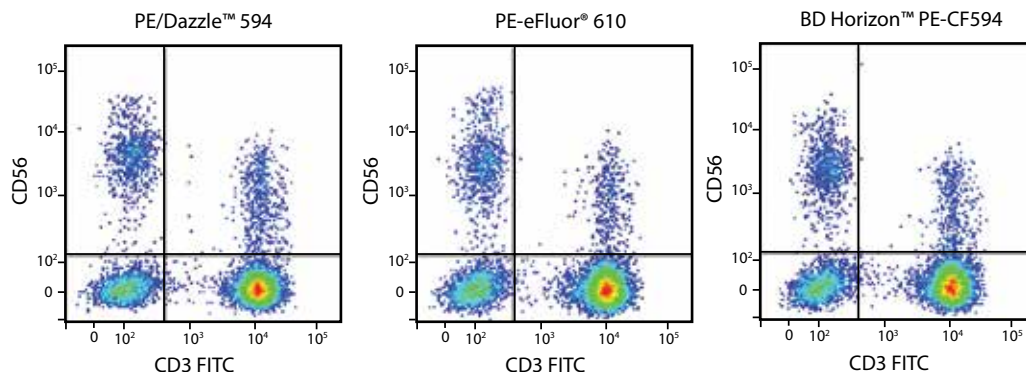 PE/Dazzle™ 594
PE-eFluor® 610
BD Horizon™ PE-CF594
10⁵
10⁴
10³
10²
0
CD56
0 10² 10³ 10⁴ 10⁵
CD3 FITC
10⁵
10⁴
10³
10²
0
CD56
0 10² 10³ 10⁴ 10⁵
CD3 FITC
10⁵
10⁴
10³
10²
0
CD56
0 10² 10³ 10⁴ 10⁵
CD3 FITC